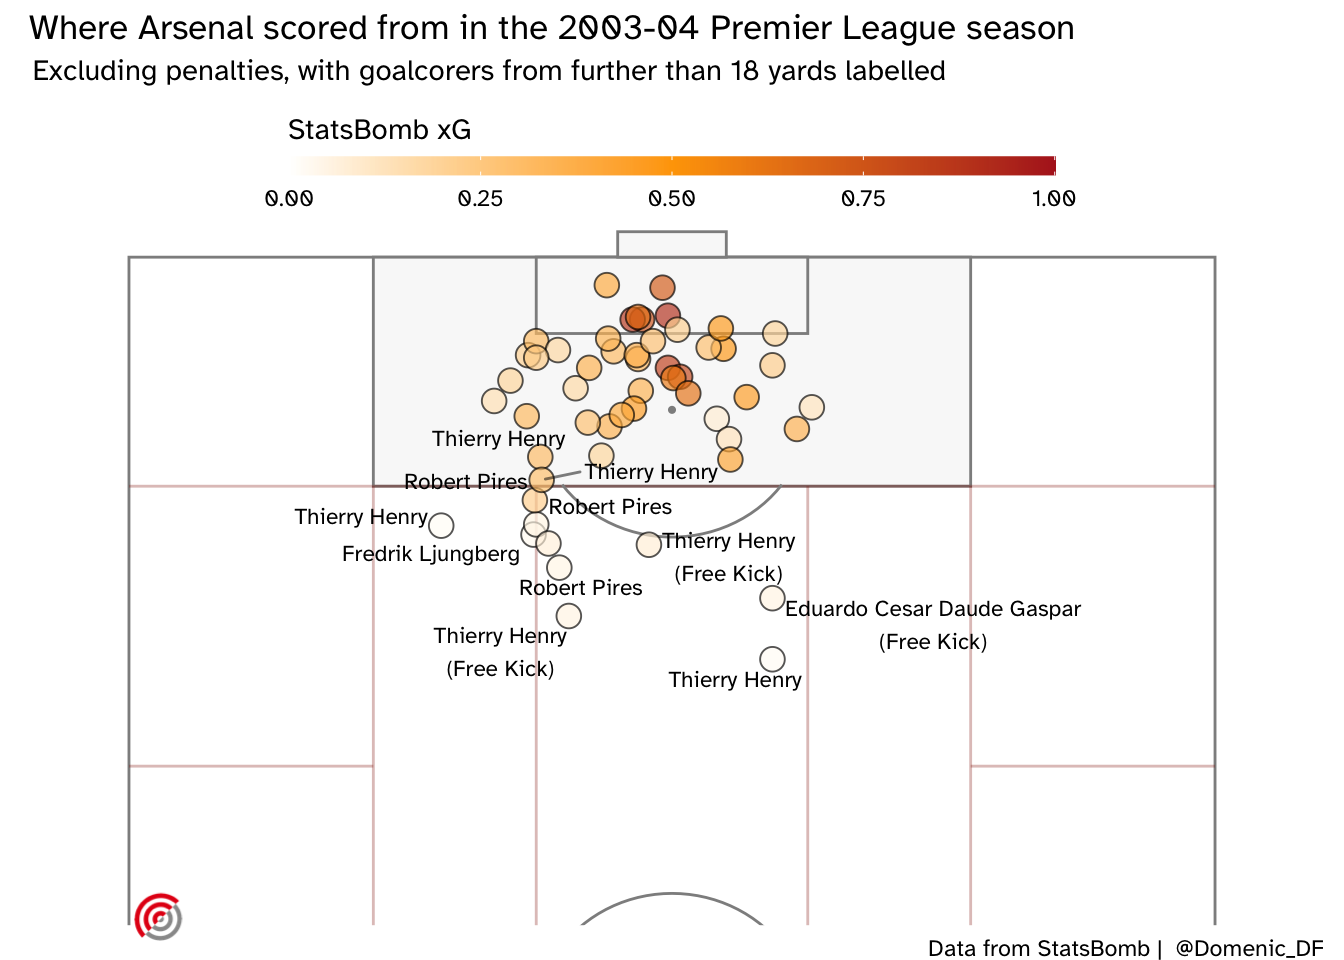 Where Arsenal scored from in the 2003-04 Premier League season
Excluding penalties, with goalcorers from further than 18 yards labelled
StatsBomb xG
0.00 0.25 0.50 0.75 1.00
Thierry Henry
Thierry Henry
Robert Pires
Robert Pires
Thierry Henry
Thierry Henry
(Free Kick)
Fredrik Ljungberg
Robert Pires
Eduardo Cesar Daude Gaspar
(Free Kick)
Thierry Henry
(Free Kick)
Thierry Henry
Data from StatsBomb | @Domenic_DF